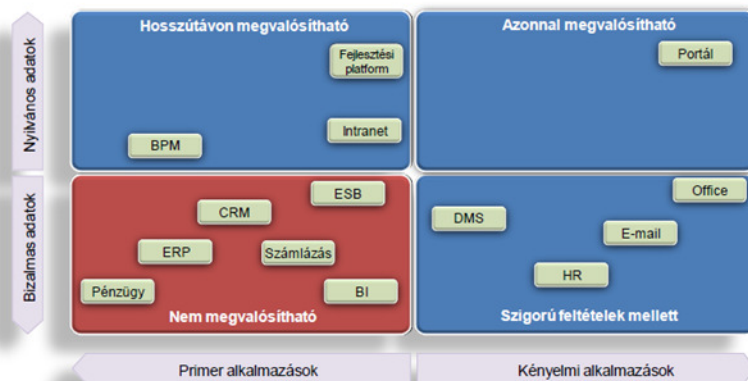 Hosszútávon megvalósítható
Azonnal megvalósítható
Nyilvános adatok
Fejlesztési
platform
Portál
Intranet
BPM
Bizalmas adatok
ESB
Office
CRM
DMS
E-mail
ERP
Számlázás
HR
Pénzügy
BI
Nem megvalósítható
Szigorú feltételek mellett
Primer alkalmazások
Kényelmi alkalmazások